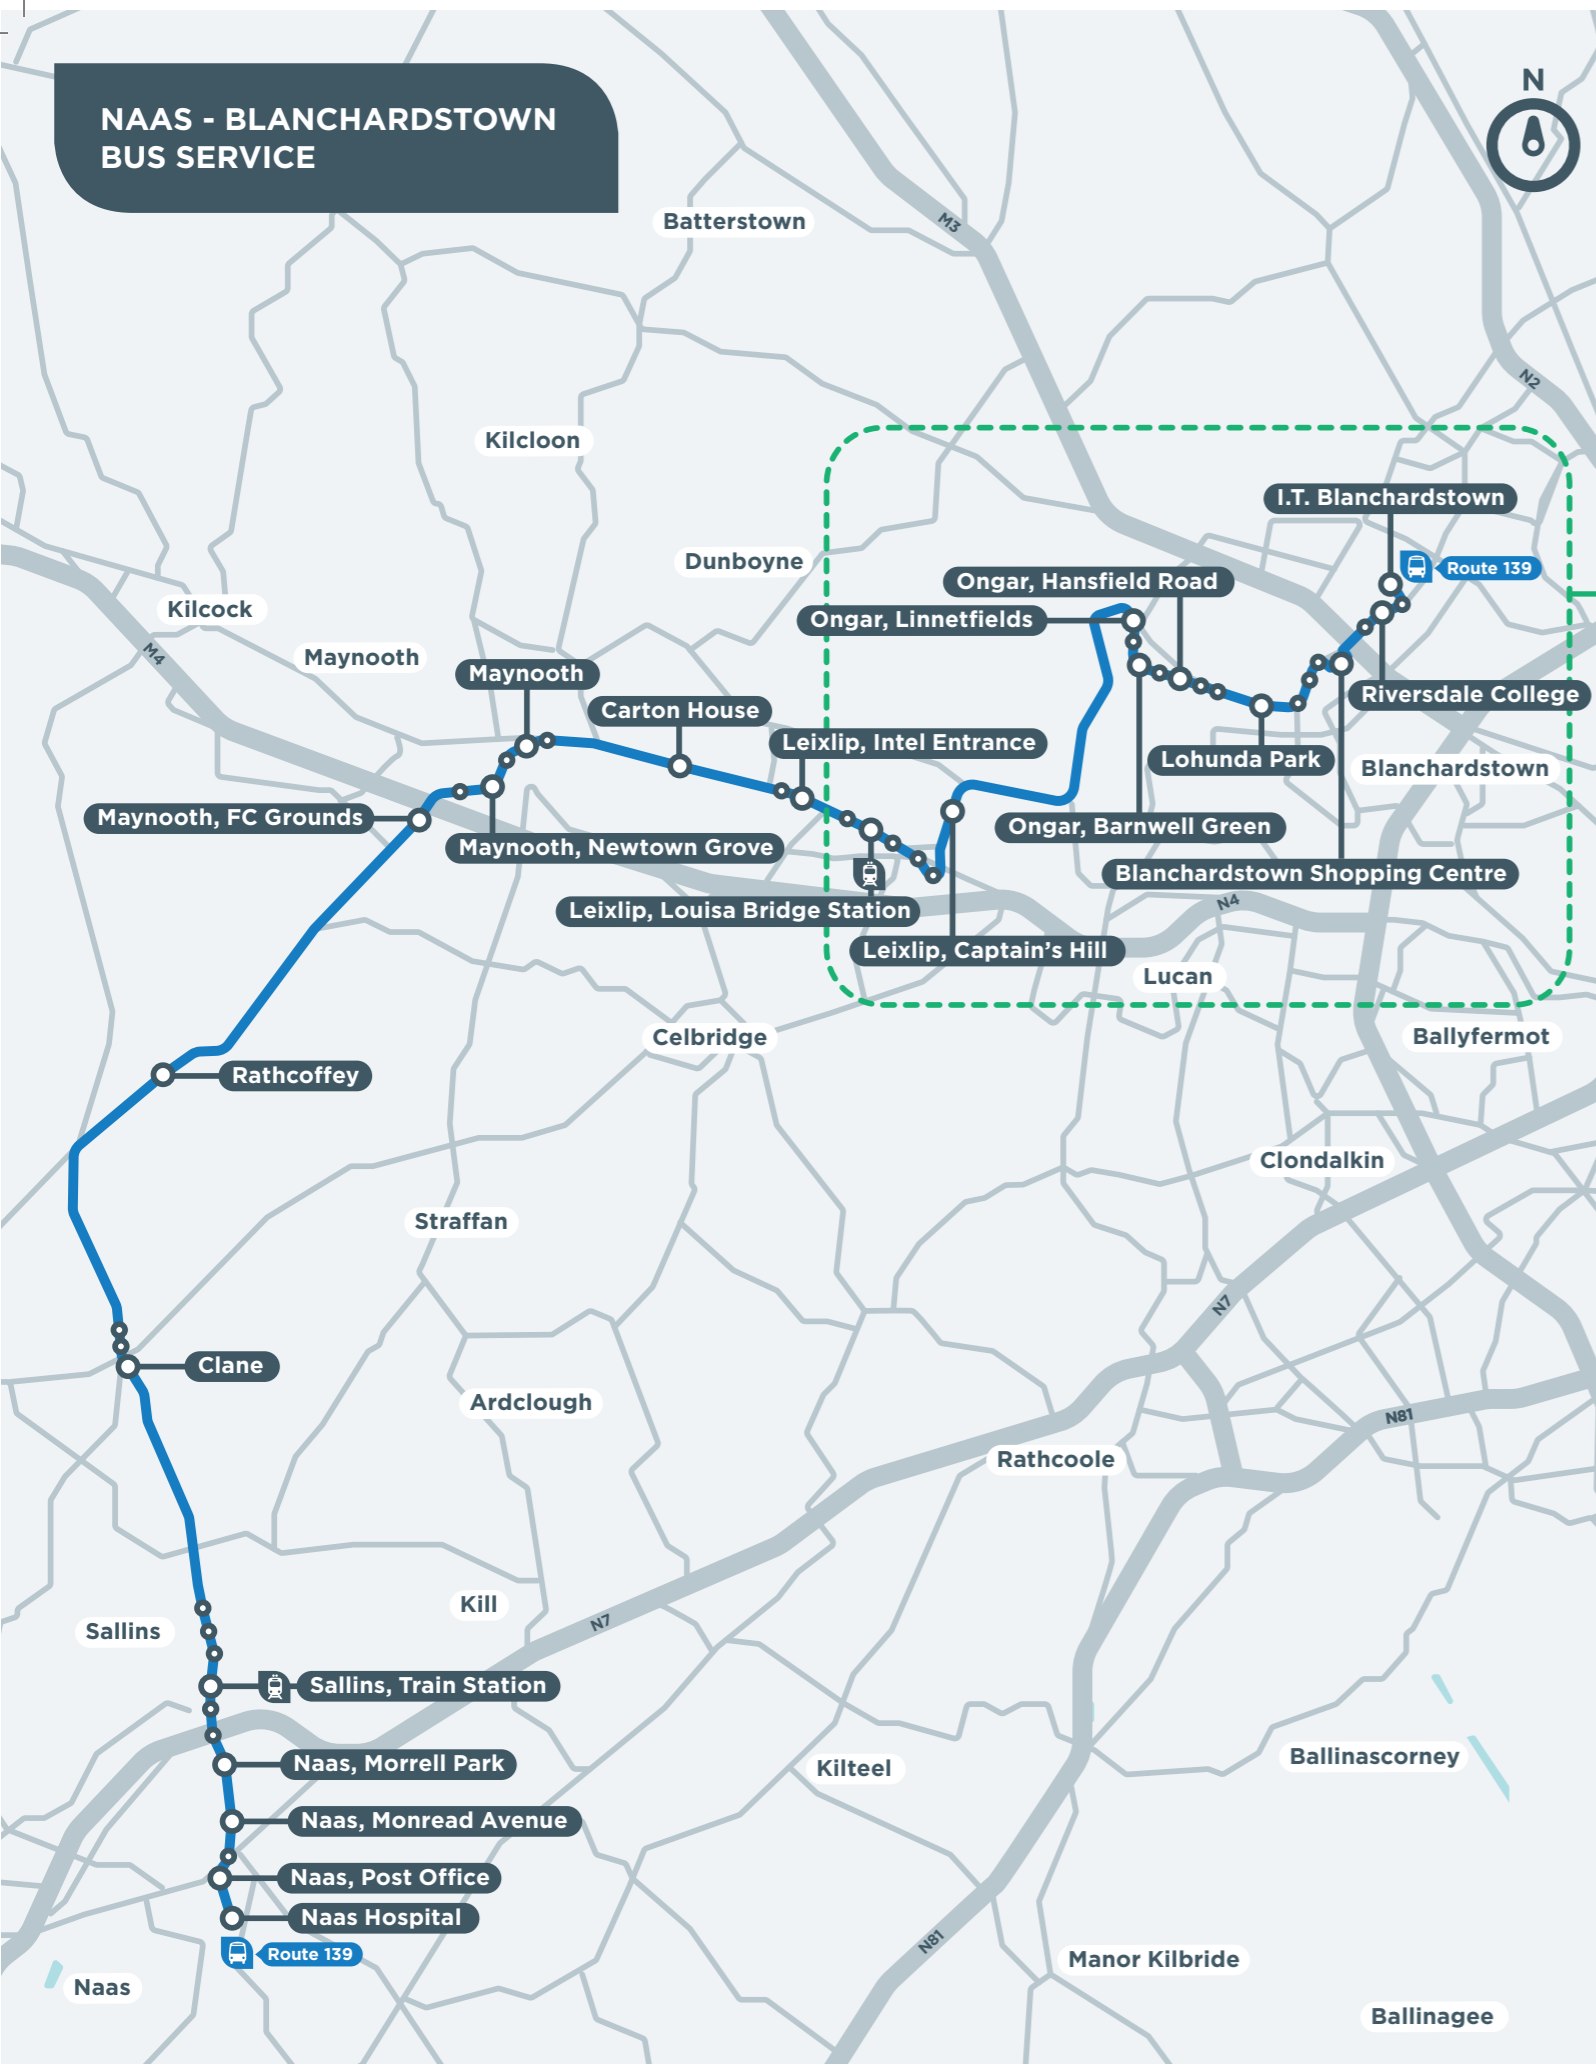 NAAS - BLANCHARDSTOWN
BUS SERVICE
N
Batterstown
M3
N2
Kilcloon
I.T. Blanchardstown
Dunboyne
Route 139
Ongar, Hansfield Road
Kilcock
Ongar, Linnetfields
M4
Maynooth
Maynooth
Riversdale College
Carton House
Leixlip, Intel Entrance
Lohunda Park
Blanchardstown
Maynooth, FC Grounds
Ongar, Barnwell Green
Maynooth, Newtown Grove
Blanchardstown Shopping Centre
N4
Leixlip, Louisa Bridge Station
Leixlip, Captain's Hill
Lucan
Celbridge
Ballyfermot
Rathcoffey
Clondalkin
Straffan
N7
Clane
Ardclough
N81
Rathcoole
Kill
N7
Sallins
Sallins, Train Station
Naas, Morrell Park
Kilteel
Ballinascorney
Naas, Monread Avenue
Naas, Post Office
Naas Hospital
N81
Route 139
Manor Kilbride
Naas
Ballinagee